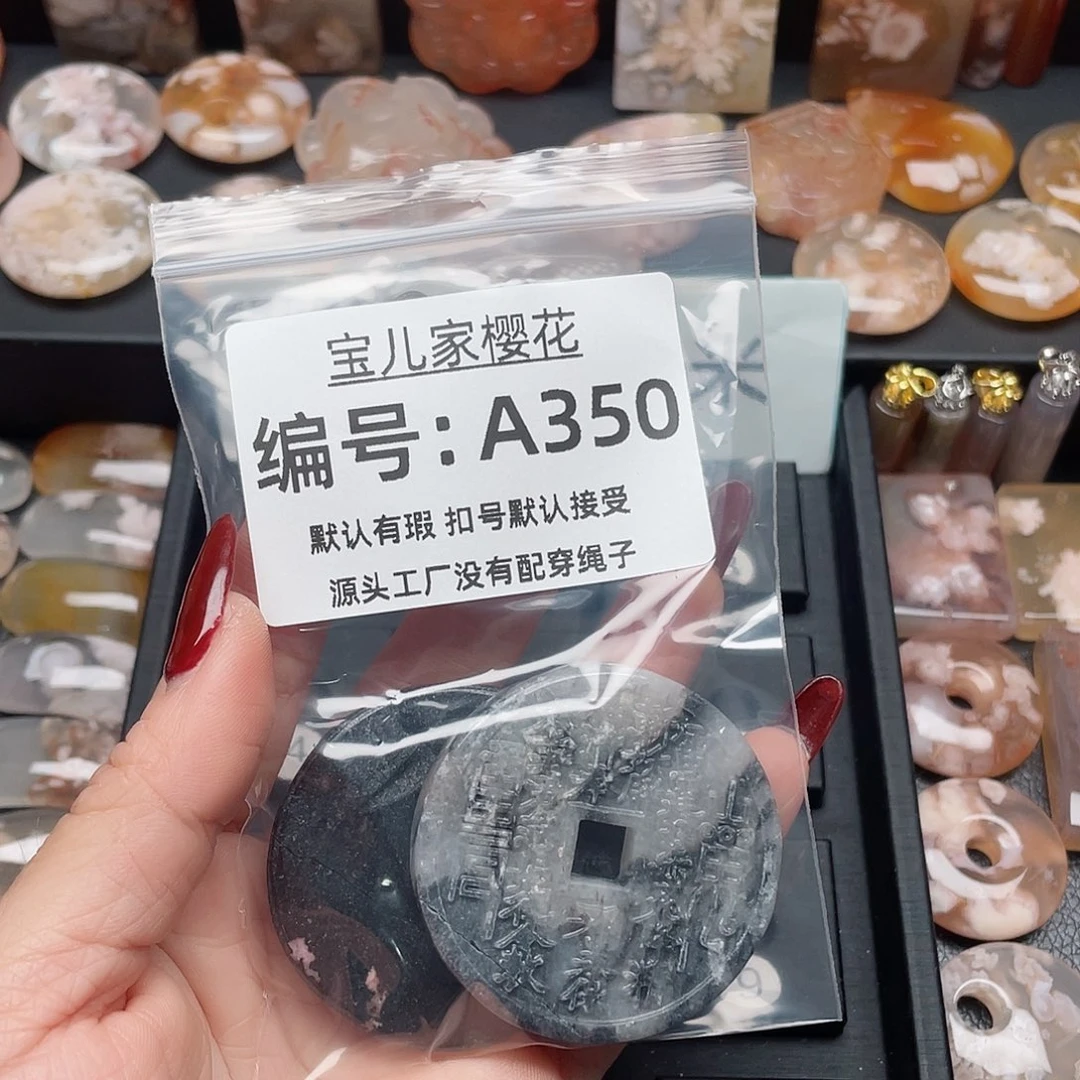 宝儿家樱花
编号:A350
默认有瑕 扣号默认接受
源头工厂没有配穿绳子